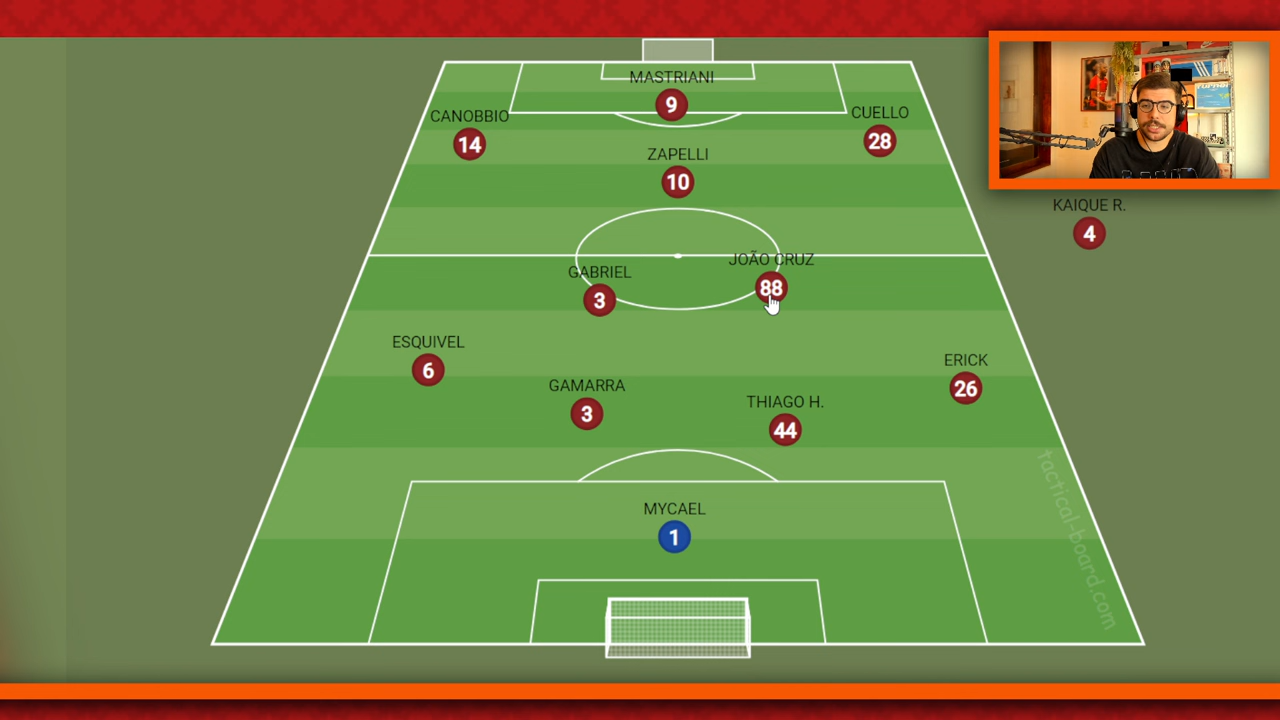 MASTRIANI
9
CANOBBIO
14
CUELLO
28
ZAPELLI
10
KAIQUE R.
4
JOÃO CRUZ
88
GABRIEL
3
ESQUIVEL
6
ERICK
26
GAMARRA
3
THIAGO H.
44
MYCAEL
1
tactical-board.com